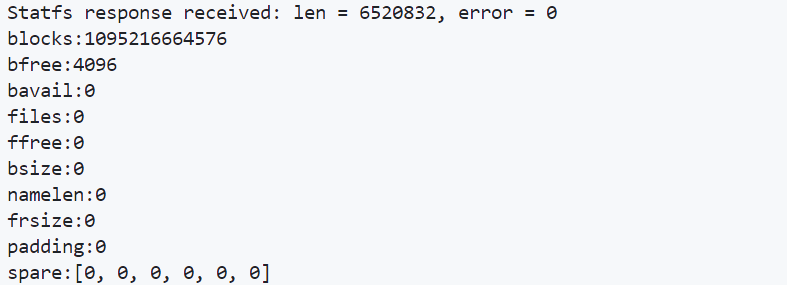 Statfs response received: len = 6520832, error = 0
blocks:1095216664576
bfree:4096
bavail:0
files:0
ffree:0
bsize:0
namelen:0
frsize:0
padding:0
spare:[0, 0, 0, 0, 0, 0]